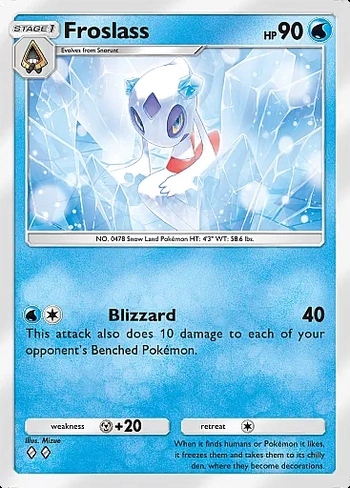 STAGE 1
Froslass
HP 90
Evolves from Snorunt
NO. 0478 Snow Land Pokémon HT: 4'3" WT: 58.6 lbs.
Blizzard 40
This attack also does 10 damage to each of your
opponent's Benched Pokémon.
weakness +20
retreat
Illus. Mizue
When it finds humans or Pokémon it likes,
it freezes them and takes them to its chilly
den, where they become decorations.